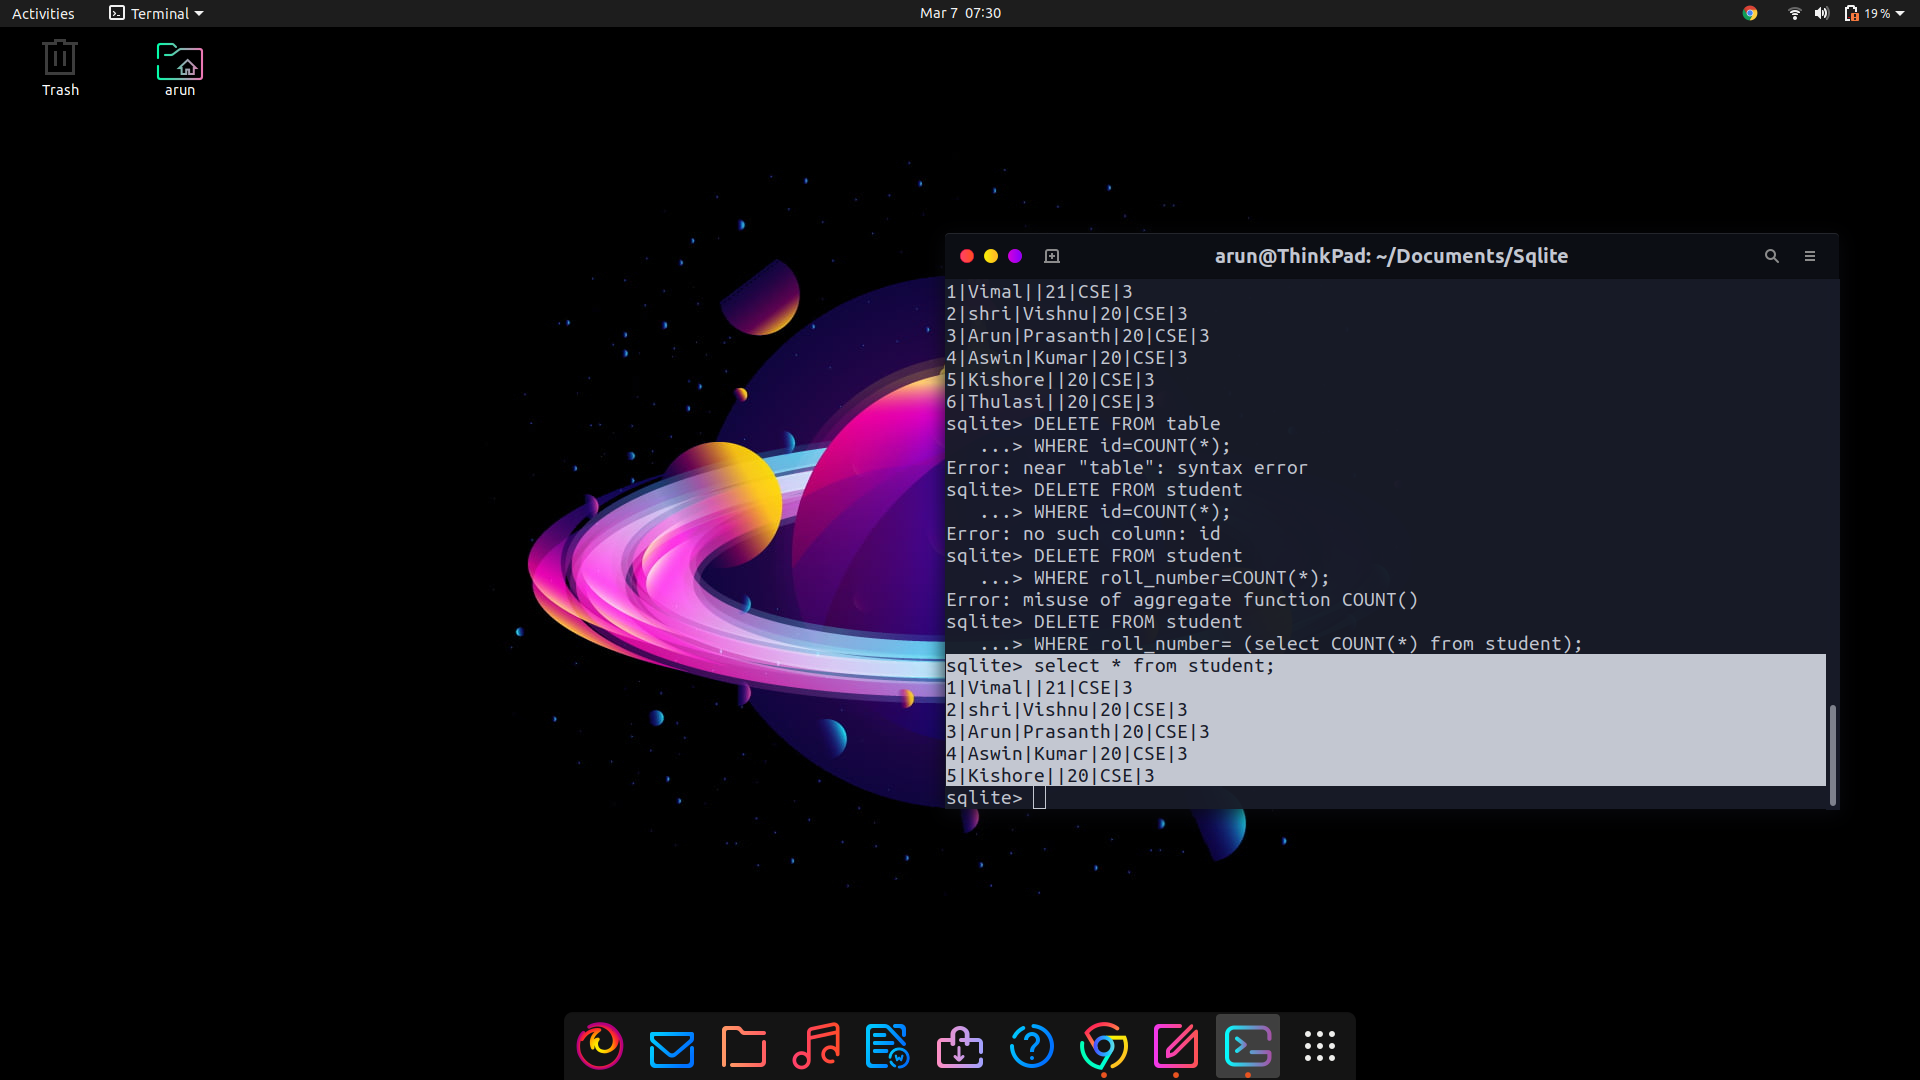 Activities
Terminal
Mar 7 07:30
19 %
Trash
arun
arun@ThinkPad: ~/Documents/Sqlite
1|Vimal||21|CSE|3
2|shri|Vishnu|20|CSE|3
3|Arun|Prasanth|20|CSE|3
4|Aswin|Kumar|20|CSE|3
5|Kishore||20|CSE|3
6|Thulasi||20|CSE|3
sqlite> DELETE FROM table
   ...> WHERE id=COUNT(*);
Error: near "table": syntax error
sqlite> DELETE FROM student
   ...> WHERE id=COUNT(*);
Error: no such column: id
sqlite> DELETE FROM student
   ...> WHERE roll_number=COUNT(*);
Error: misuse of aggregate function COUNT()
sqlite> DELETE FROM student
   ...> WHERE roll_number= (select COUNT(*) from student);
sqlite> select * from student;
1|Vimal||21|CSE|3
2|shri|Vishnu|20|CSE|3
3|Arun|Prasanth|20|CSE|3
4|Aswin|Kumar|20|CSE|3
5|Kishore||20|CSE|3
sqlite>